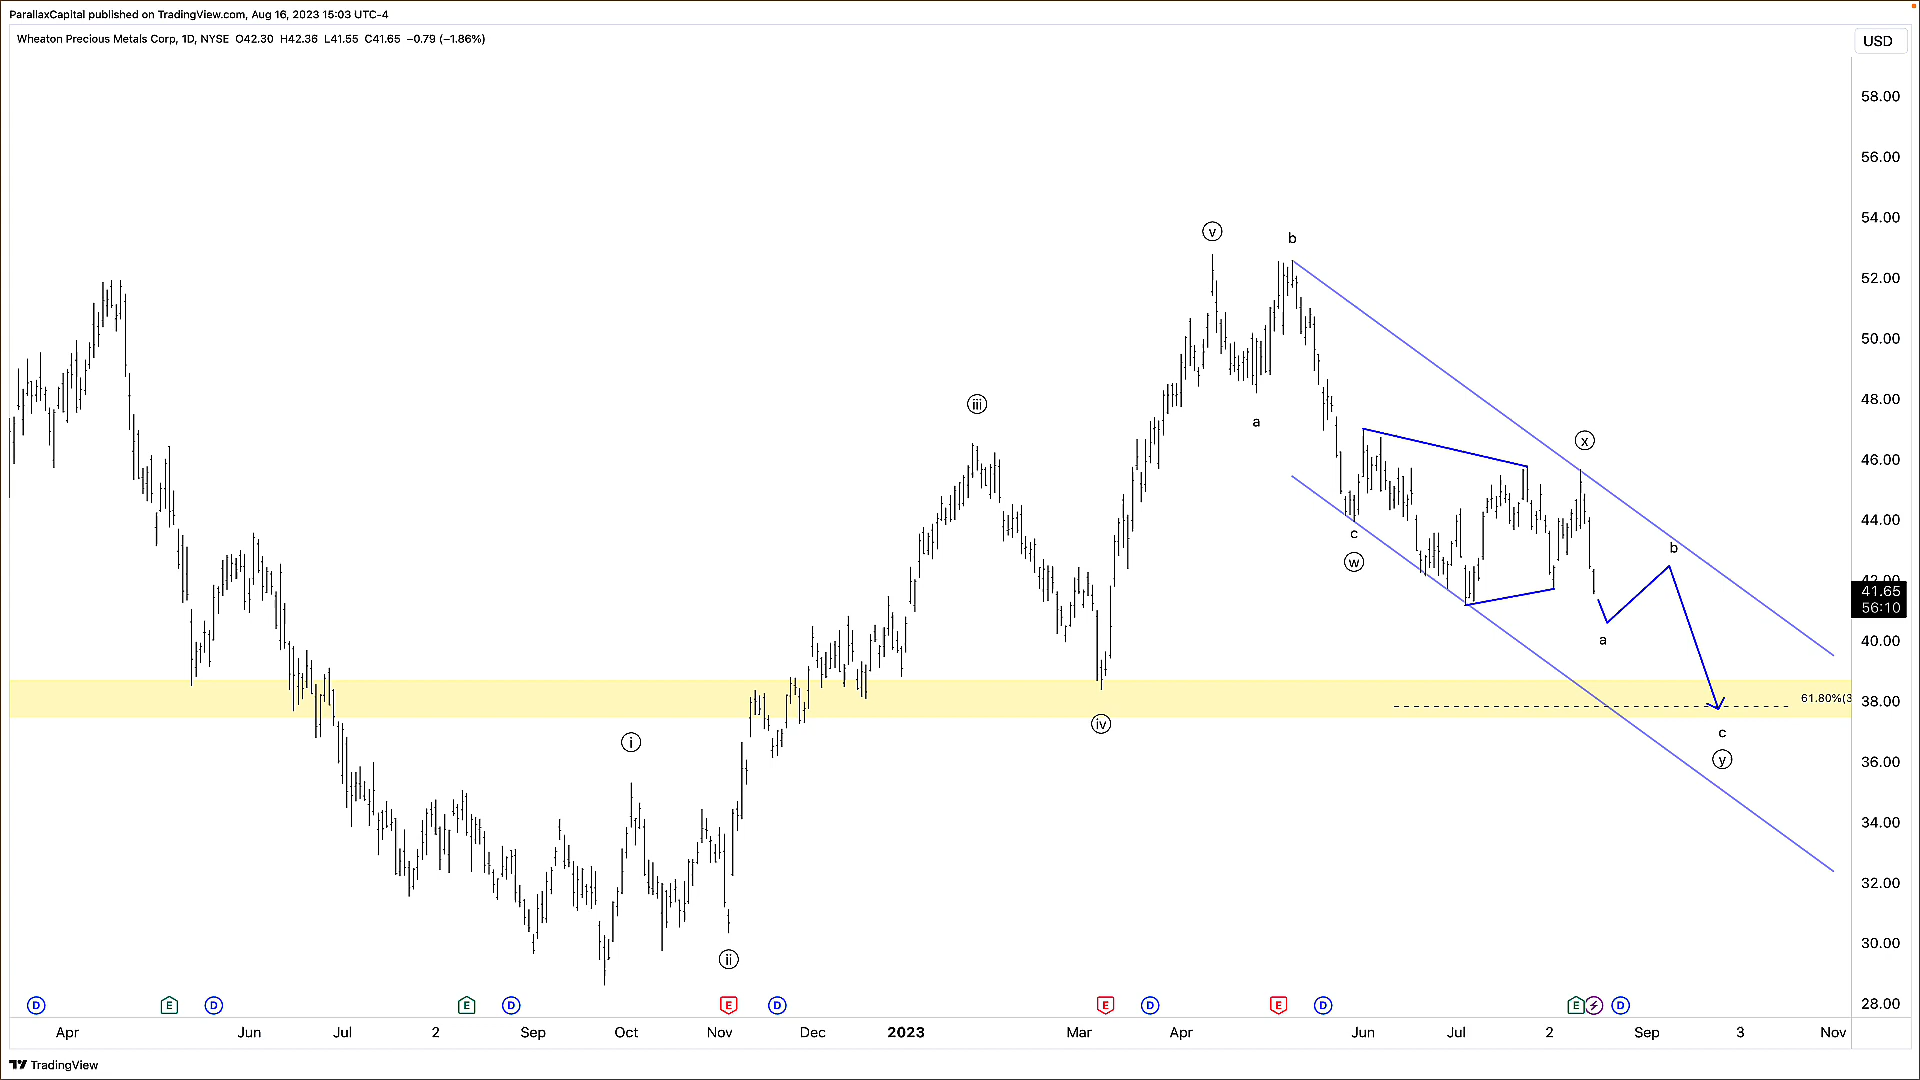 ParallaxCapital published on TradingView.com, Aug 16, 2023 15:03 UTC-4
Wheaton Precious Metals Corp, 1D, NYSE O42.30 H42.36 L41.55 C41.65 −0.79 (−1.86%)
USD
58.00
56.00
54.00
52.00
50.00
48.00
46.00
44.00
42.00
41.65
56:10
40.00
38.00
36.00
34.00
32.00
30.00
28.00
v
b
iii
a
x
c
w
b
a
61.80%(3
iv
c
y
i
ii
D E D E D E D E D E D E D
Apr Jun Jul 2 Sep Oct Nov Dec 2023 Mar Apr Jun Jul 2 Sep 3 Nov
TradingView